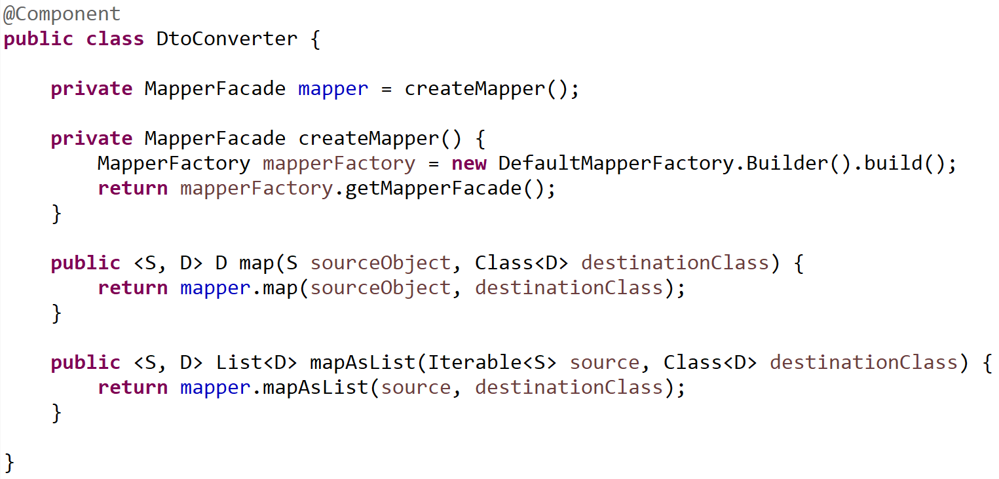 @Component
public class DtoConverter {
private MapperFacade mapper = createMapper();
private MapperFacade createMapper() {
MapperFactory mapperFactory = new DefaultMapperFactory.Builder().build();
return mapperFactory.getMapperFacade();
}
public <S, D> D map(S sourceObject, Class<D> destinationClass) {
return mapper.map(sourceObject, destinationClass);
}
public <S, D> List<D> mapAsList(Iterable<S> source, Class<D> destinationClass) {
return mapper.mapAsList(source, destinationClass);
}
}